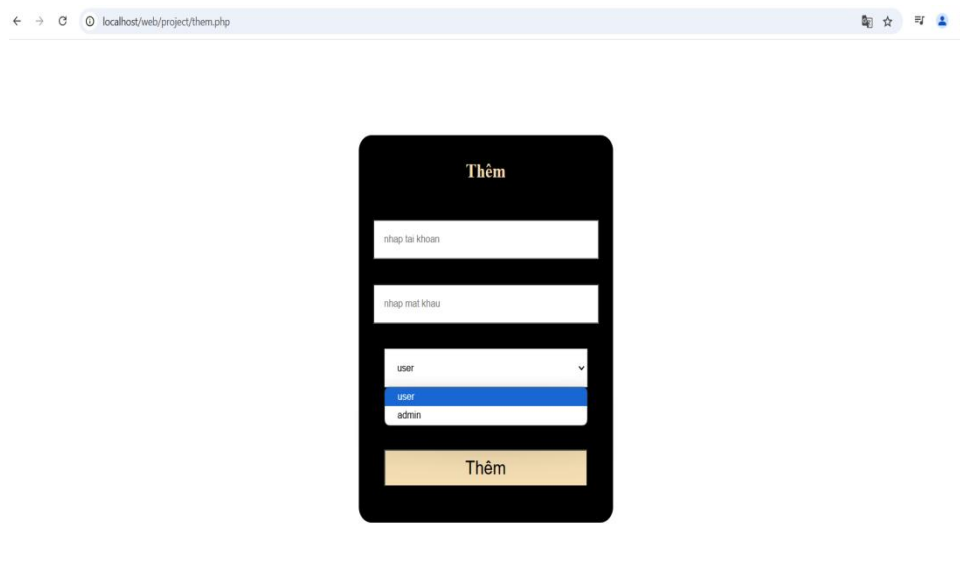 localhost/web/project/them.php
Thêm
nhap tai khoan
nhap mat khau
user
user
admin
Thêm